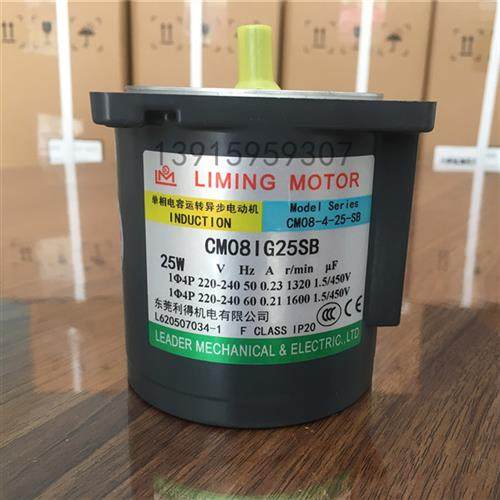 13915959307
LM LIMING MOTOR
单相电容运转异步电动机 Model Series
INDUCTION CM08-4-25-SB
CM08IG25SB
25W V Hz A r/min μF
1Φ4P 220-240 50 0.23 1320 1.5/450V
1Φ4P 220-240 60 0.21 1600 1.5/450V
东莞利得机电有限公司
L620507034-1 F CLASS IP20
CCC
LEADER MECHANICAL & ELECTRIC.,LTD